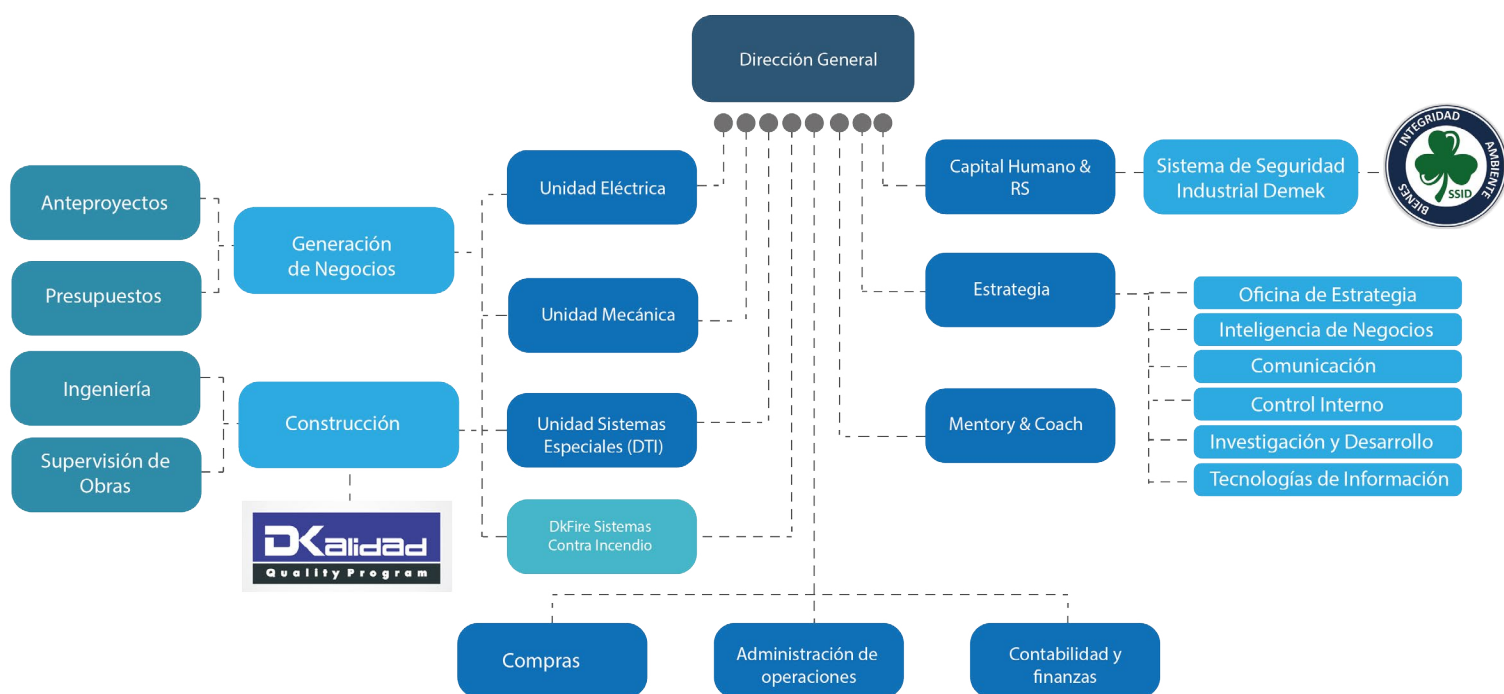 Dirección General
Anteproyectos
Presupuestos
Ingeniería
Supervisión de
Obras
Generación
de Negocios
Construcción
DKalidad
Quality Program
Unidad Eléctrica
Unidad Mecánica
Unidad Sistemas
Especiales (DTI)
DkFire Sistemas
Contra Incendio
Capital Humano &
RS
Sistema de Seguridad
Industrial Demek
INTEGRIDAD
AMBIENTE
BIENES
SSID
Estrategia
Oficina de Estrategia
Inteligencia de Negocios
Comunicación
Control Interno
Investigación y Desarrollo
Tecnologías de Información
Mentory & Coach
Compras
Administración de
operaciones
Contabilidad y
finanzas